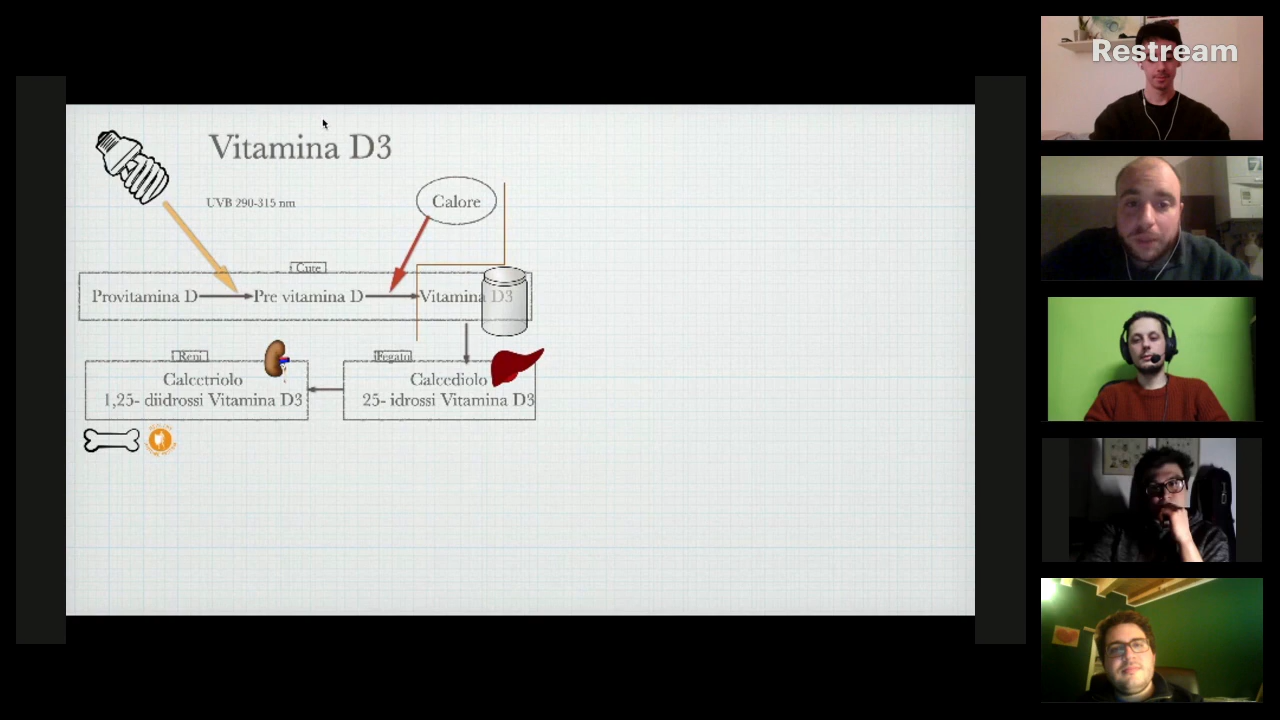 Restream
Vitamina D3
UVB 290-315 nm
Calore
Cute
Provitamina D
Pre vitamina D
Vitamina D3
Reni
Fegato
Calcetriolo
1,25- diidrossi Vitamina D3
Calcediolo
25- idrossi Vitamina D3